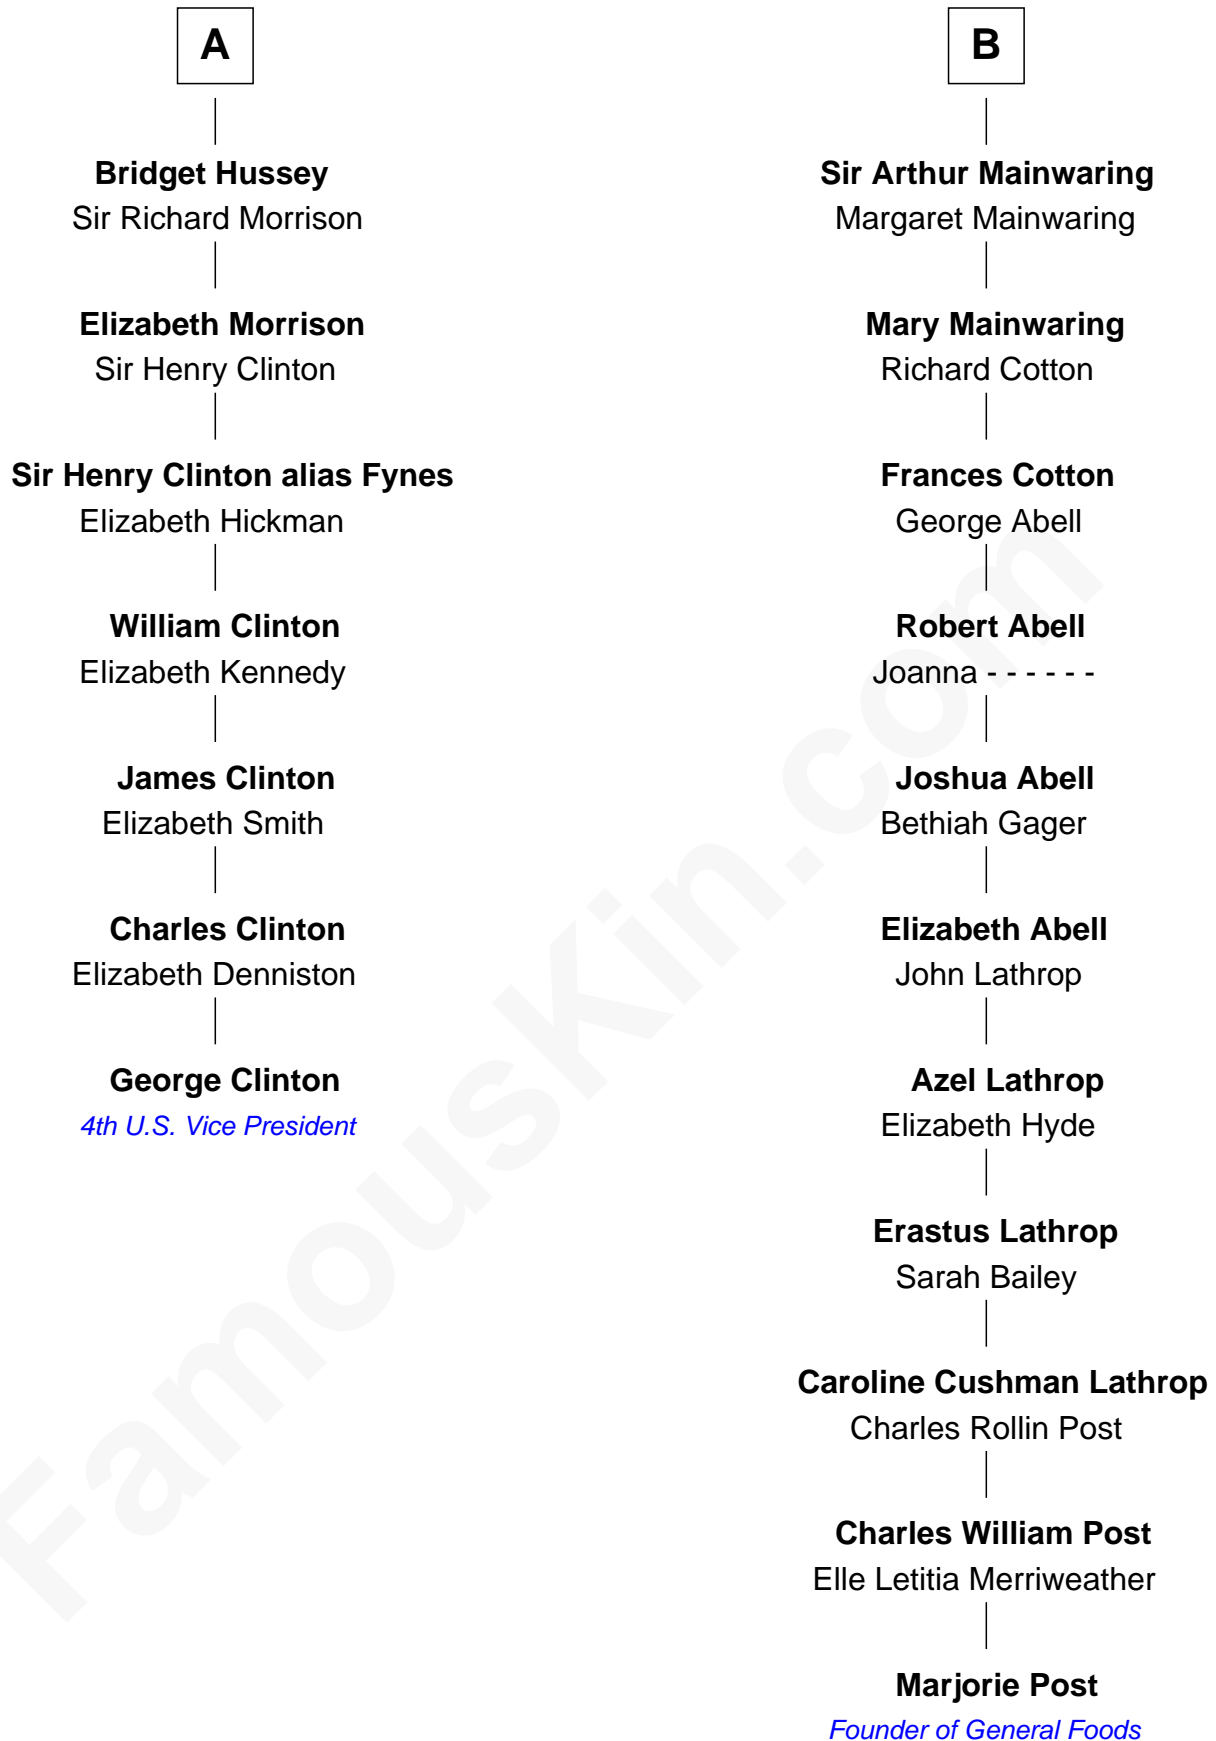 A
Bridget Hussey
Sir Richard Morrison
Elizabeth Morrison
Sir Henry Clinton
Sir Henry Clinton alias Fynes
Elizabeth Hickman
William Clinton
Elizabeth Kennedy
James Clinton
Elizabeth Smith
Charles Clinton
Elizabeth Denniston
George Clinton
4th U.S. Vice President
B
Sir Arthur Mainwaring
Margaret Mainwaring
Mary Mainwaring
Richard Cotton
Frances Cotton
George Abell
Robert Abell
Joanna - - - - - -
Joshua Abell
Bethiah Gager
Elizabeth Abell
John Lathrop
Azel Lathrop
Elizabeth Hyde
Erastus Lathrop
Sarah Bailey
Caroline Cushman Lathrop
Charles Rollin Post
Charles William Post
Elle Letitia Merriweather
Marjorie Post
Founder of General Foods
FamousKin.com